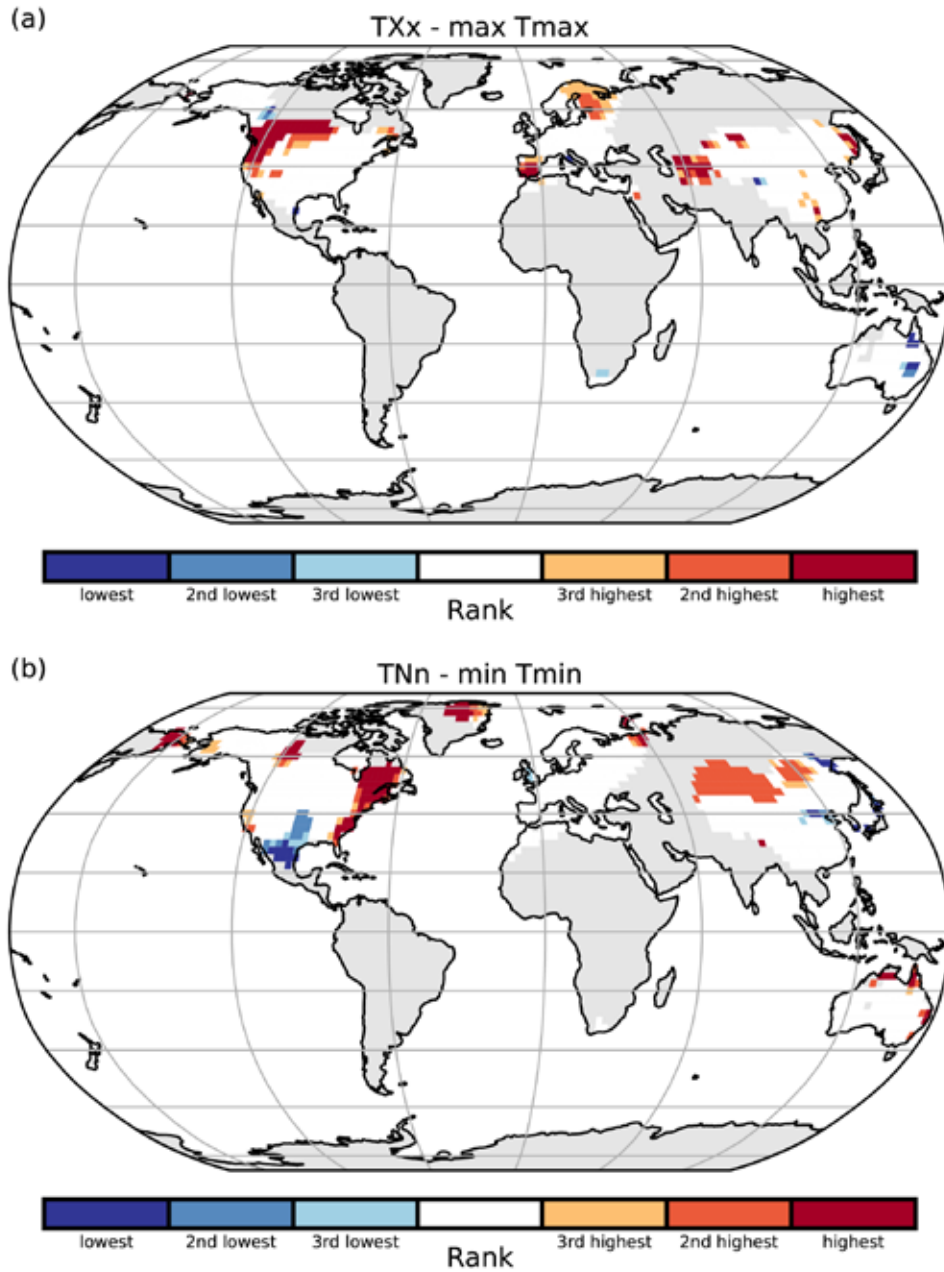 (a)
TXx - max Tmax
lowest 2nd lowest 3rd lowest 3rd highest 2nd highest highest
Rank
(b)
TNn - min Tmin
lowest 2nd lowest 3rd lowest 3rd highest 2nd highest highest
Rank